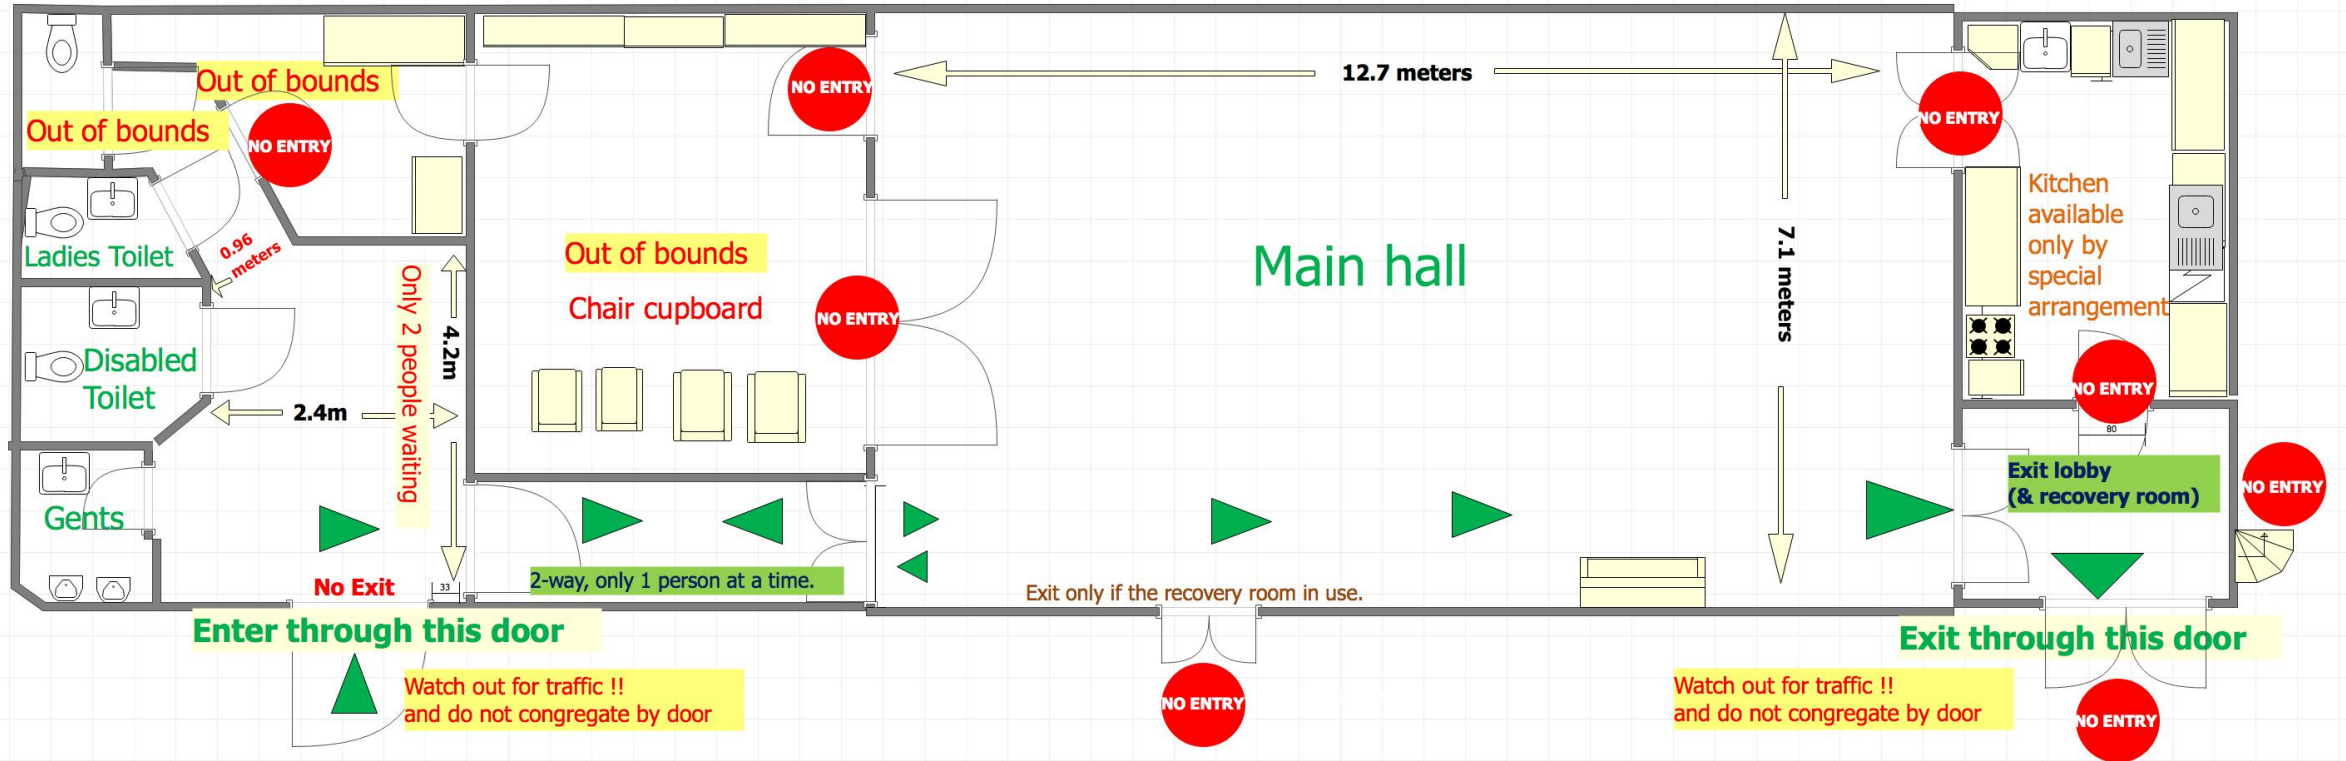 Out of bounds
Out of bounds
NO ENTRY
Ladies Toilet
0.96
meters
Disabled
Toilet
2.4m
4.2m
Only 2 people waiting
Gents
No Exit
33
Enter through this door
Watch out for traffic !!
and do not congregate by door
NO ENTRY
Out of bounds
Chair cupboard
NO ENTRY
2-way, only 1 person at a time.
12.7 meters
Main hall
7.1 meters
Exit only if the recovery room in use.
NO ENTRY
NO ENTRY
Kitchen
available
only by
special
arrangement
NO ENTRY
80
Exit lobby
(& recovery room)
NO ENTRY
Exit through this door
Watch out for traffic !!
and do not congregate by door
NO ENTRY